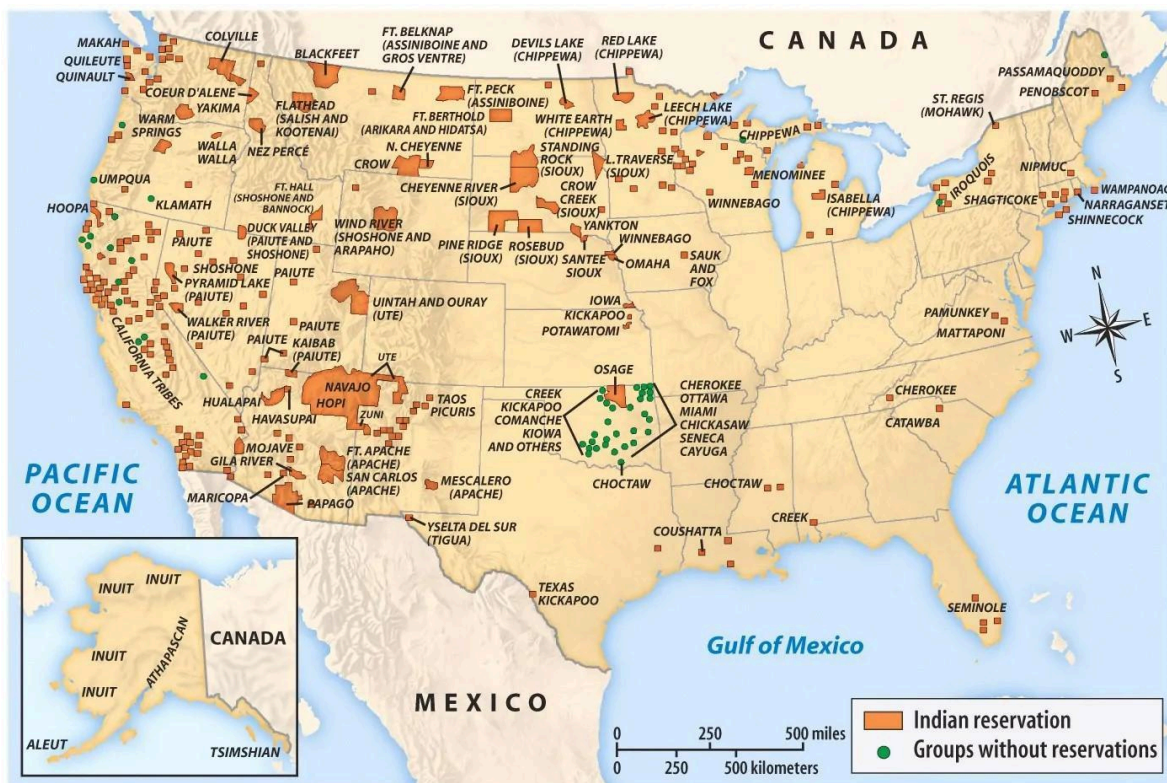 CANADA
MAKAH
QUILEUTE
QUINAULT
COLVILLE
BLACKFEET
FT. BELKNAP
(ASSINIBOINE AND
GROS VENTRE)
DEVILS LAKE
(CHIPPEWA)
RED LAKE
(CHIPPEWA)
COEUR D'ALENE
YAKIMA
WARM
SPRINGS
FLATHEAD
(SALISH AND
KOOTENAI)
FT. PECK
(ASSINIBOINE)
FT. BERTHOLD
(ARIKARA AND HIDATSA)
WHITE EARTH
(CHIPPEWA)
LEECH LAKE
(CHIPPEWA)
CHIPPEWA
ST. REGIS
(MOHAWK)
PASSAMAQUODDY
PENOBSCOT
WALLA
WALLA
NEZ PERCÉ
N. CHEYENNE
CROW
STANDING
ROCK
(SIOUX)
L.TRAVERSE
(SIOUX)
MENOMINEE
IROQUOIS
NIPMUC
UMPQUA
KLAMATH
HOOPA
FT. HALL
(SHOSHONE AND
BANNOCK)
CHEYENNE RIVER
(SIOUX)
CROW
CREEK
(SIOUX)
WINNEBAGO
ISABELLA
(CHIPPEWA)
SHAGTICOKE
WAMPANOAG
NARRAGANSET
SHINNECOCK
PAIUTE
DUCK VALLEY
(PAIUTE AND
SHOSHONE)
WIND RIVER
(SHOSHONE AND
ARAPAHO)
PINE RIDGE
(SIOUX)
ROSEBUD
(SIOUX)
YANKTON
SANTEE
SIOUX
WINNEBAGO
OMAHA
SAUK
AND
FOX
SHOSHONE
PYRAMID LAKE
(PAIUTE)
PAIUTE
UINTAH AND OURAY
(UTE)
IOWA
KICKAPOO
POTAWATOMI
PAMUNKEY
MATTAPONI
WALKER RIVER
(PAIUTE)
CALIFORNIA TRIBES
PAIUTE
PAIUTE
KAIBAB
(PAIUTE)
UTE
NAVAJO
HOPI
HUALAPAI
HAVASUPAI
ZUNI
TAOS
PICURIS
OSAGE
CREEK
KICKAPOO
COMANCHE
KIOWA
AND OTHERS
CHEROKEE
OTTAWA
MIAMI
CHICKASAW
SENECA
CAYUGA
CHOCTAW
CHEROKEE
CATAWBA
MOJAVE
GILA RIVER
MARICOPA
PAPAGO
FT. APACHE
(APACHE)
SAN CARLOS
(APACHE)
MESCALERO
(APACHE)
YSELTA DEL SUR
(TIGUA)
CHOCTAW
CREEK
COUSHATTA
TEXAS
KICKAPOO
SEMINOLE
PACIFIC
OCEAN
ATLANTIC
OCEAN
Gulf of Mexico
MEXICO
N
W
E
S
INUIT
INUIT
INUIT
INUIT
ATHAPASCAN
CANADA
ALEUT
TSIMSHIAN
0 250 500 miles
0 250 500 kilometers
Indian reservation
Groups without reservations